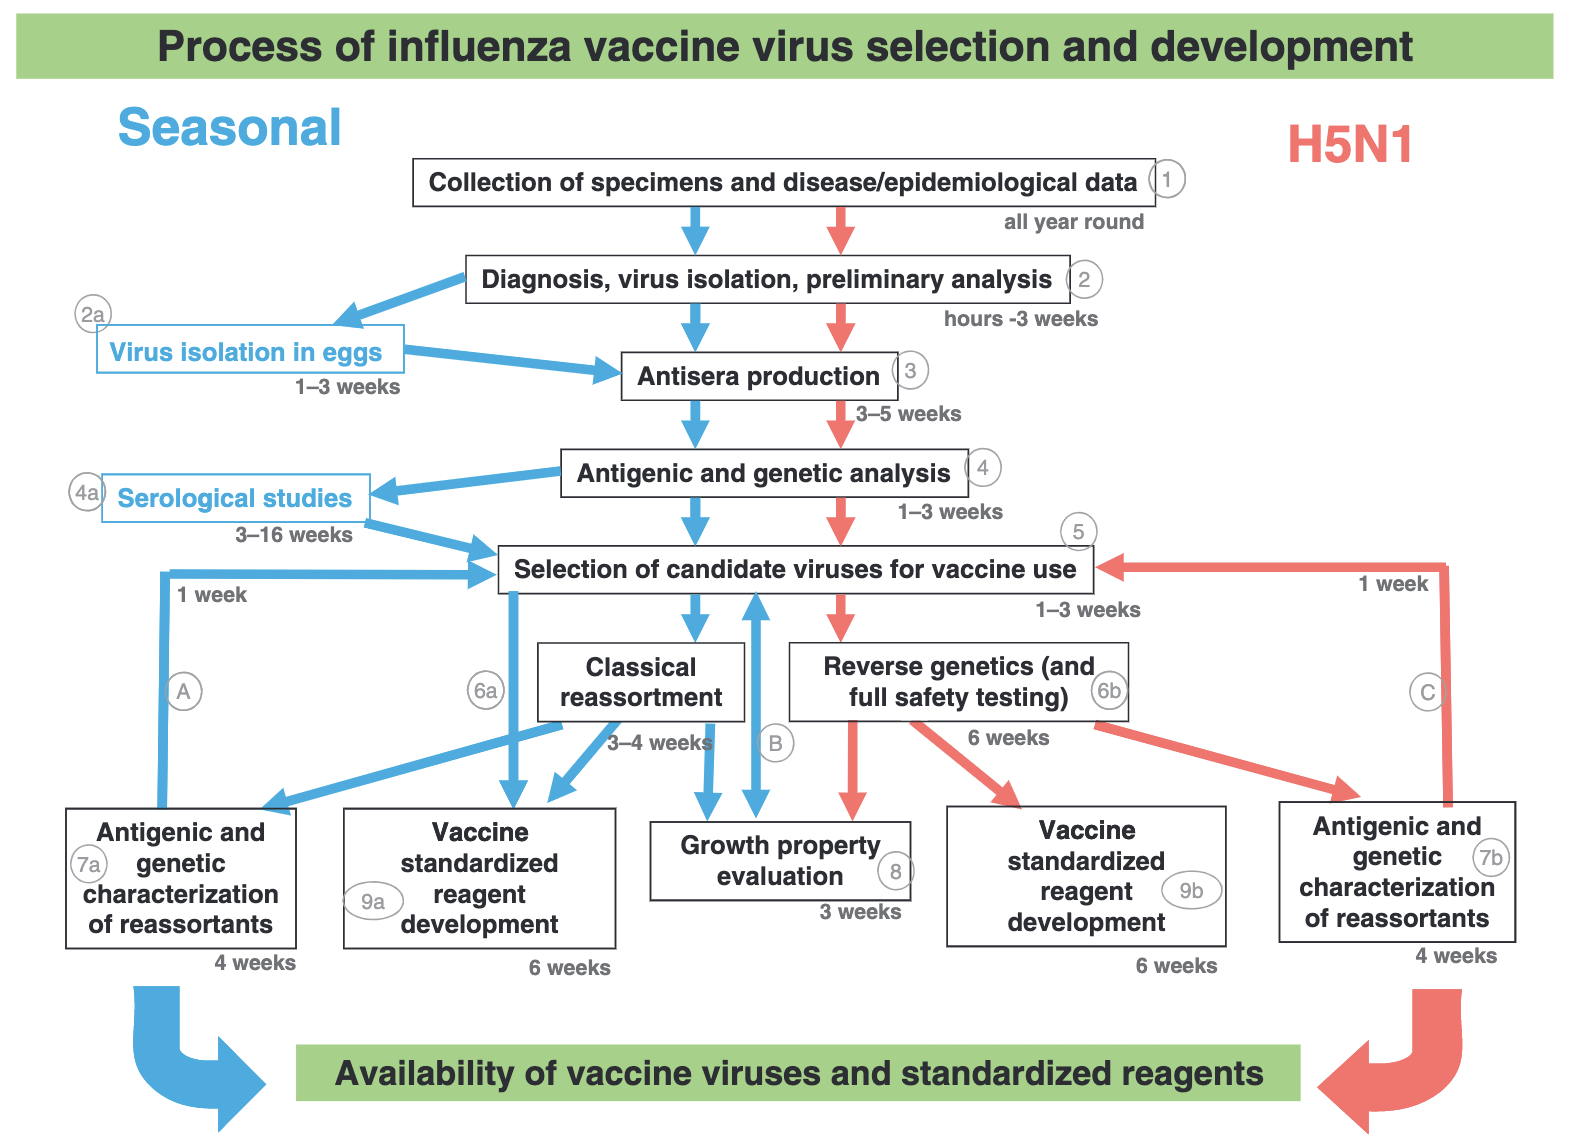 Process of influenza vaccine virus selection and development
Seasonal
H5N1
Collection of specimens and disease/epidemiological data
1
all year round
Diagnosis, virus isolation, preliminary analysis
2
hours -3 weeks
2a
Virus isolation in eggs
1–3 weeks
Antisera production
3
3–5 weeks
Antigenic and genetic analysis
4
1–3 weeks
4a
Serological studies
3–16 weeks
5
Selection of candidate viruses for vaccine use
1–3 weeks
1 week
1 week
A
6a
Classical
reassortment
3–4 weeks
B
Reverse genetics (and
full safety testing)
6b
6 weeks
C
Antigenic and
genetic
characterization
of reassortants
7a
4 weeks
Vaccine
standardized
reagent
development
9a
6 weeks
Growth property
evaluation
8
3 weeks
Vaccine
standardized
reagent
development
9b
6 weeks
Antigenic and
genetic
characterization
of reassortants
7b
4 weeks
Availability of vaccine viruses and standardized reagents